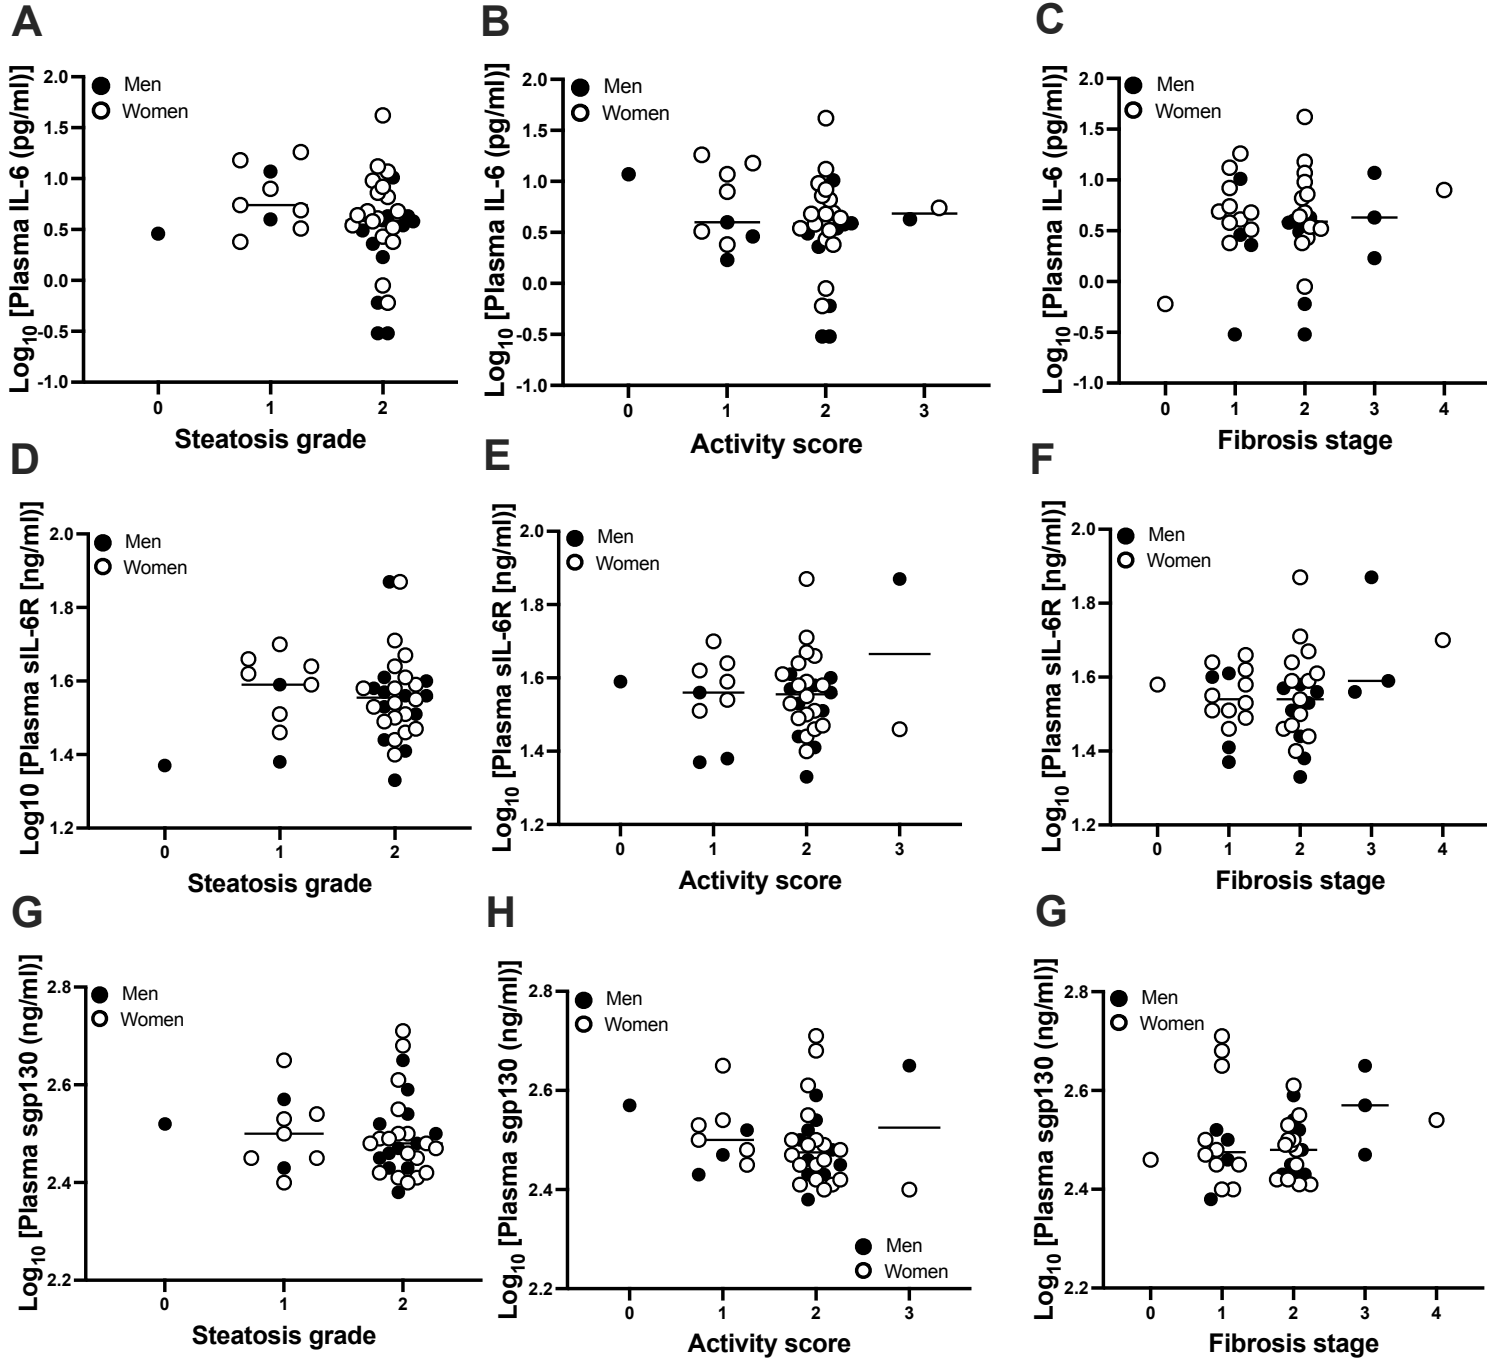 A
Log10 [Plasma IL-6 (pg/ml)]
2.0
1.5
1.0
0.5
0.0
-0.5
-1.0
Men
Women
0 1 2
Steatosis grade
B
Log10 [Plasma IL-6 (pg/ml)]
2.0
1.5
1.0
0.5
0.0
-0.5
-1.0
Men
Women
0 1 2 3
Activity score
C
Log10 [Plasma IL-6 (pg/ml)]
2.0
1.5
1.0
0.5
0.0
-0.5
-1.0
Men
Women
0 1 2 3 4
Fibrosis stage
D
Log10 [Plasma sIL-6R [ng/ml)]
2.0
1.8
1.6
1.4
1.2
Men
Women
0 1 2
Steatosis grade
E
Log10 [Plasma sIL-6R [ng/ml)]
2.0
1.8
1.6
1.4
1.2
Men
Women
0 1 2 3
Activity score
F
Log10 [Plasma sIL-6R [ng/ml)]
2.0
1.8
1.6
1.4
1.2
Men
Women
0 1 2 3 4
Fibrosis stage
G
Log10 [Plasma sgp130 (ng/ml)]
2.8
2.6
2.4
2.2
Men
Women
0 1 2
Steatosis grade
H
Log10 [Plasma sgp130 (ng/ml)]
2.8
2.6
2.4
2.2
Men
Women
Men
Women
0 1 2 3
Activity score
G
Log10 [Plasma sgp130 (ng/ml)]
2.8
2.6
2.4
2.2
Men
Women
0 1 2 3 4
Fibrosis stage